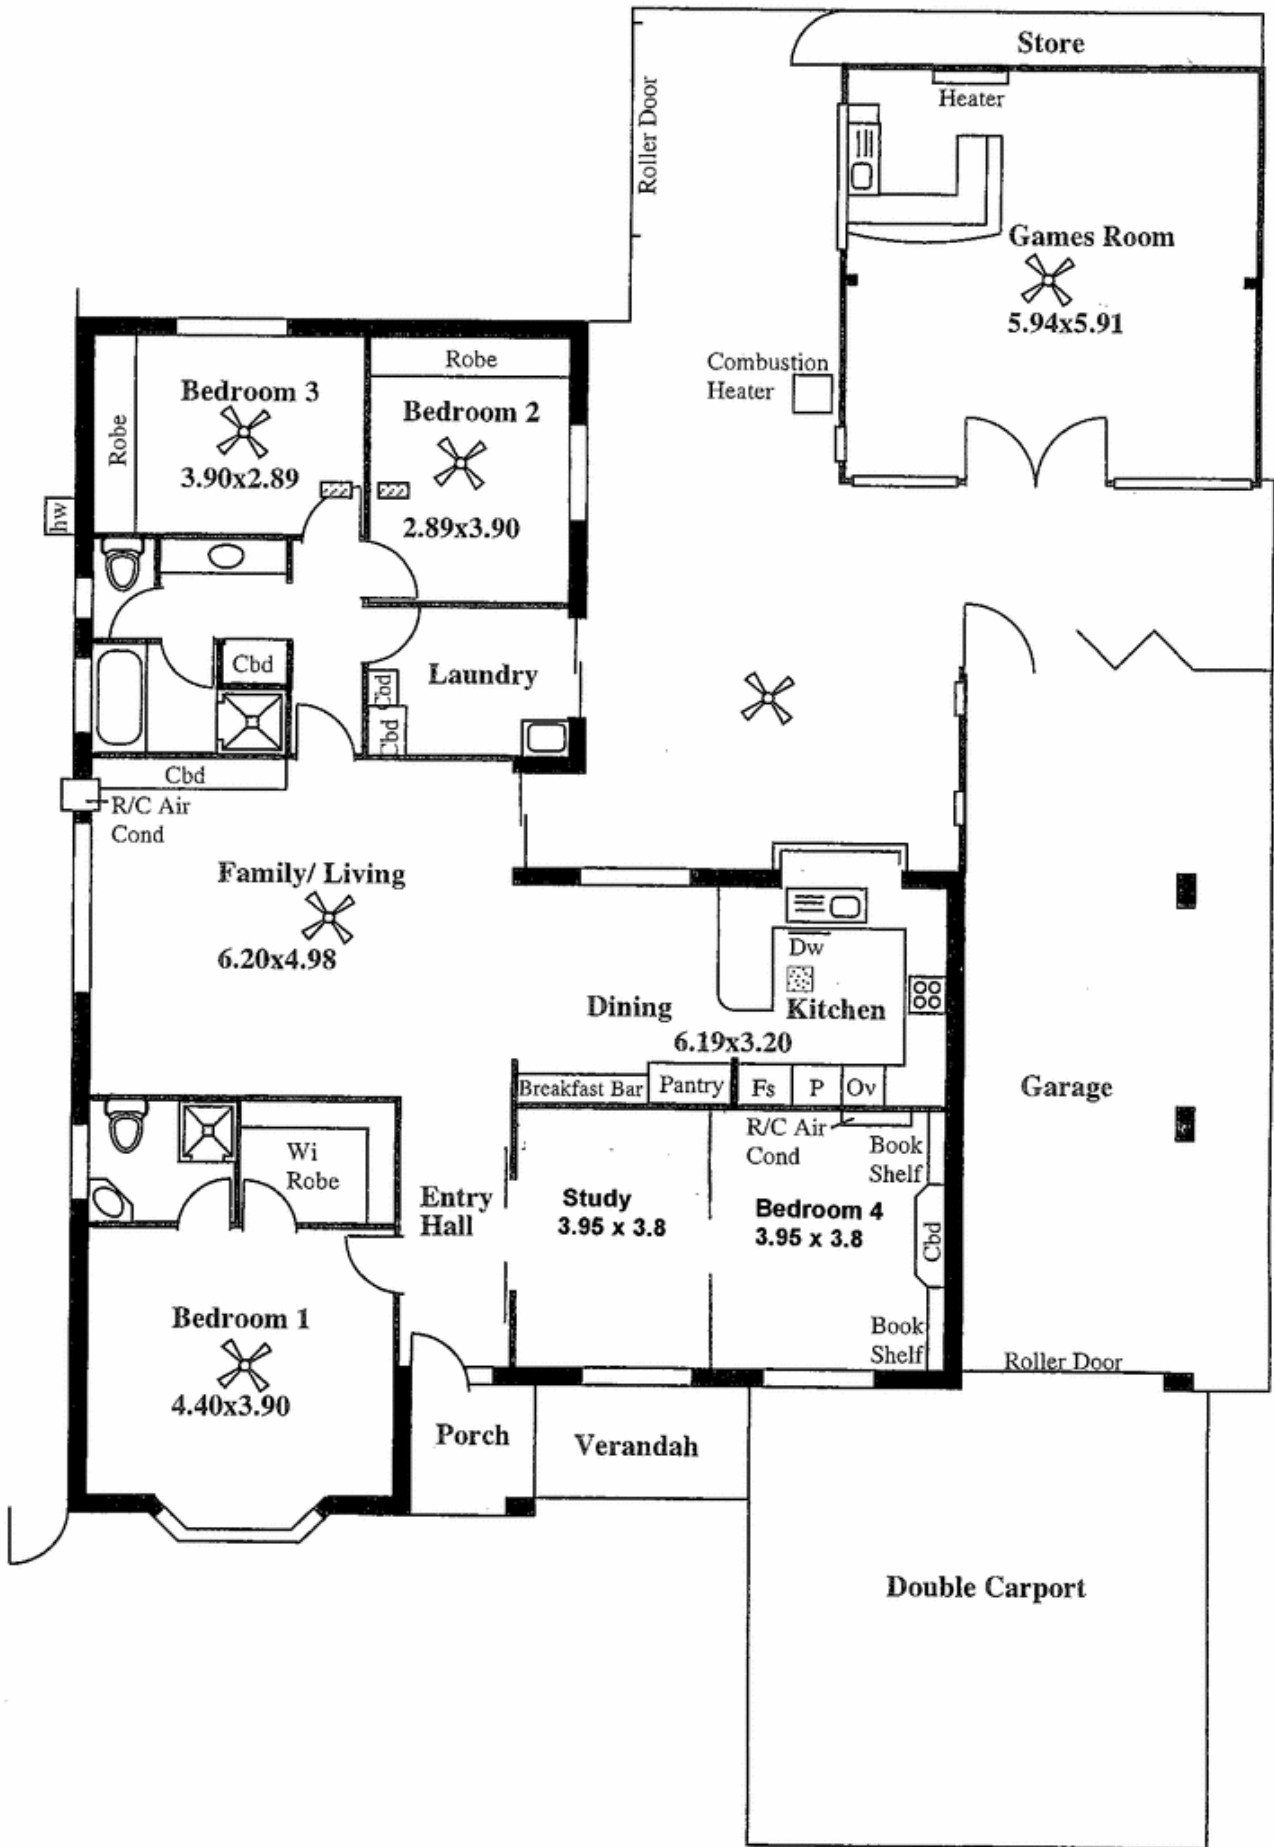 Store
Heater
Roller Door
Games Room
5.94x5.91
Combustion
Heater
Robe
Bedroom 3
3.90x2.89
Robe
Bedroom 2
2.89x3.90
hw
Cbd
Laundry
Cbd
Cbd
Cbd
R/C Air
Cond
Family/ Living
6.20x4.98
Dw
Dining
Kitchen
6.19x3.20
Breakfast Bar
Pantry
Fs
P
Ov
Garage
R/C Air
Cond
Book
Shelf
Wi
Robe
Entry
Hall
Study
3.95 x 3.8
Bedroom 4
3.95 x 3.8
Cbd
Bedroom 1
4.40x3.90
Book
Shelf
Roller Door
Porch
Verandah
Double Carport